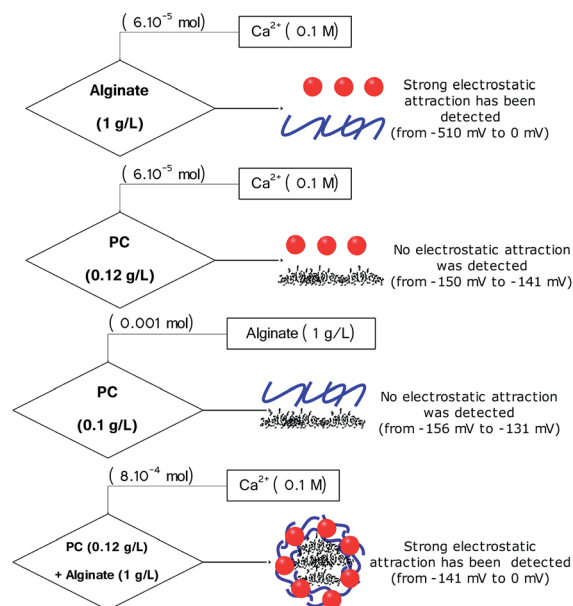 ( 6.10⁻⁵ mol)
Ca²⁺ ( 0.1 M)
Alginate
(1 g/L)
Strong electrostatic
attraction has been
detected
(from -510 mV to 0 mV)
( 6.10⁻⁵ mol)
Ca²⁺ ( 0.1 M)
PC
(0.12 g/L)
No electrostatic attraction
was detected
(from -150 mV to -141 mV)
( 0.001 mol)
Alginate ( 1 g/L)
PC
(0.1 g/L)
No electrostatic attraction
was detected
(from -156 mV to -131 mV)
( 8.10⁻⁴ mol)
Ca²⁺ ( 0.1 M)
PC (0.12 g/L)
+ Alginate (1 g/L)
Strong electrostatic
attraction has been detected
(from -141 mV to 0 mV)